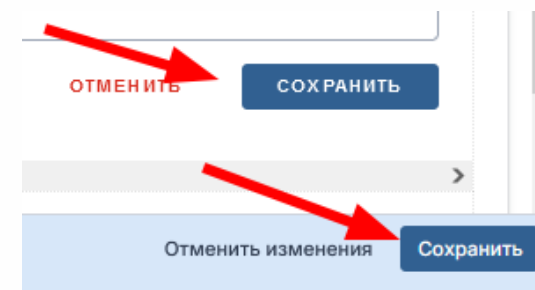 ОТМЕНИТЬ СОХРАНИТЬ
Отменить изменения Сохранить